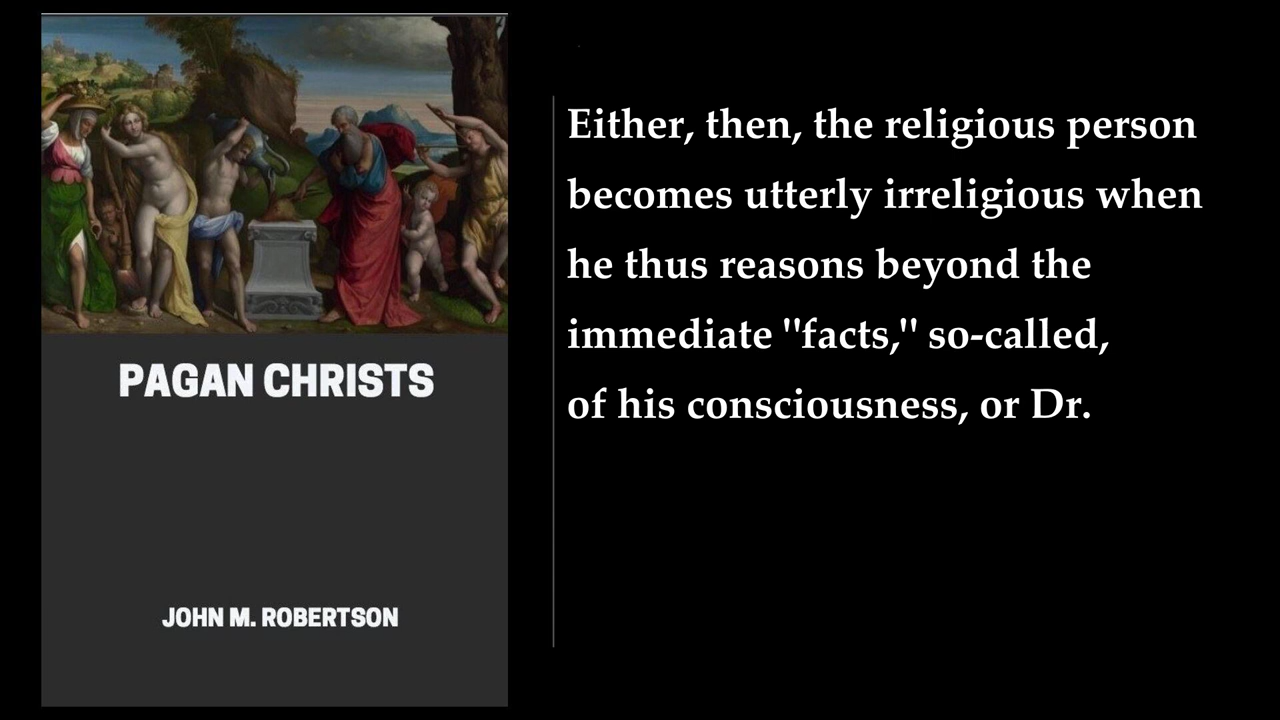 PAGAN CHRISTS
JOHN M. ROBERTSON
Either, then, the religious person
becomes utterly irreligious when
he thus reasons beyond the
immediate "facts," so-called,
of his consciousness, or Dr.